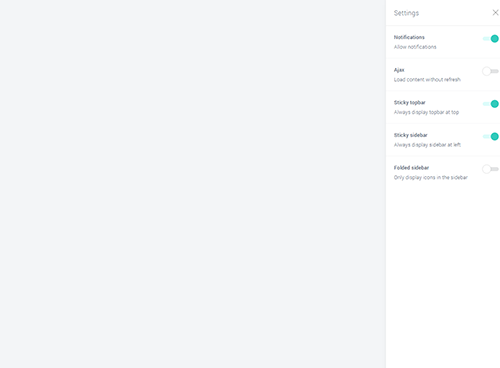 Settings
Notifications
Allow notifications
Ajax
Load content without refresh
Sticky topbar
Always display topbar at top
Sticky sidebar
Always display sidebar at left
Folded sidebar
Only display icons in the sidebar